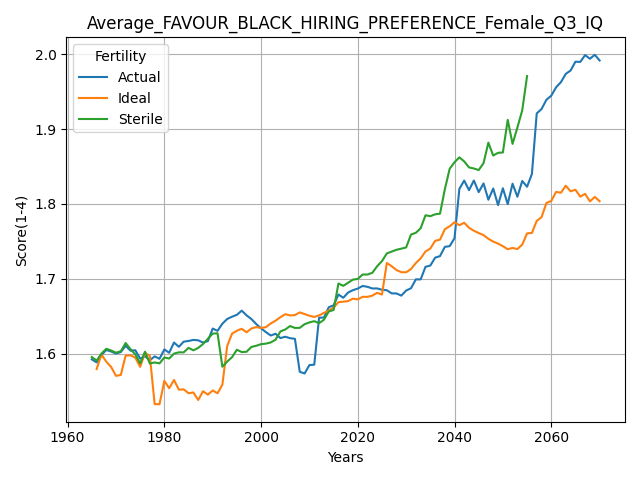 Average_FAVOUR_BLACK_HIRING_PREFERENCE_Female_Q3_IQ
Fertility
Actual
Ideal
Sterile
Score(1-4)
2.0
1.9
1.8
1.7
1.6
1960
1980
2000
2020
2040
2060
Years